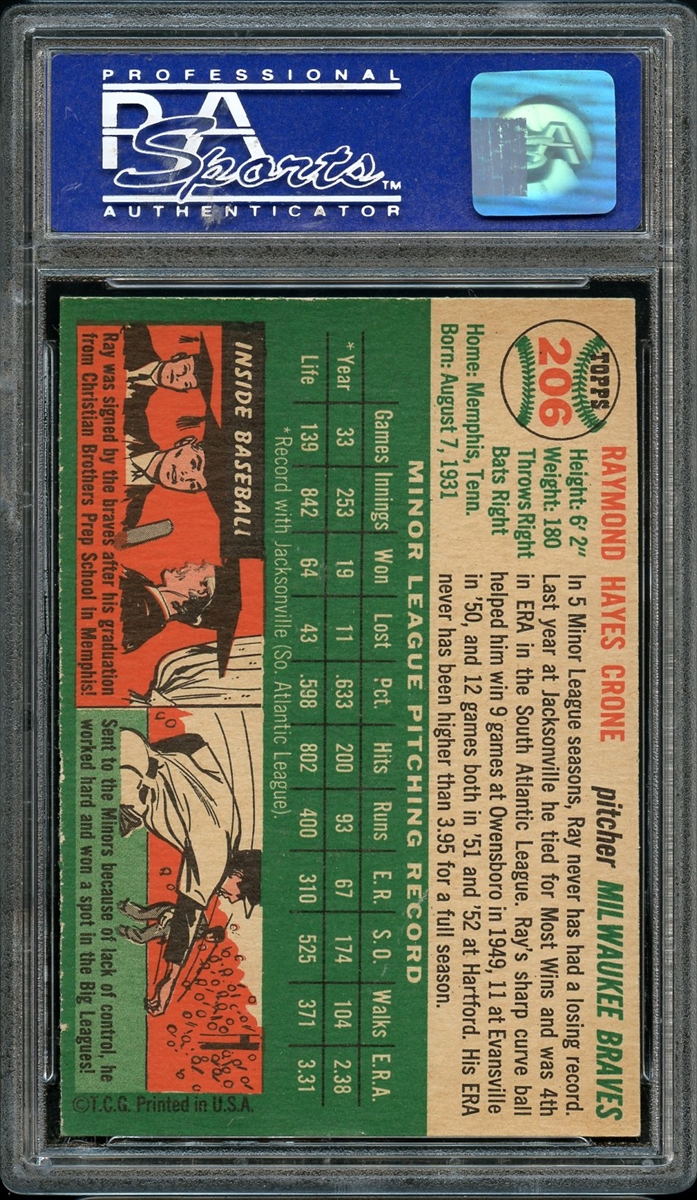 PROFESSIONAL
PSA
Sports™
AUTHENTICATOR
TOPPS
206
RAYMOND HAYES CRONE
pitcher MILWAUKEE BRAVES
Height: 6' 2"
Weight: 180
Throws Right
Bats Right
Home: Memphis, Tenn.
Born: August 7, 1931
In 5 Minor League seasons, Ray never has had a losing record.
Last year at Jacksonville he tied for Most Wins and was 4th
in ERA in the South Atlantic League. Ray's sharp curve ball
helped him win 9 games at Owensboro in 1949, 11 at Evansville
in '50, and 12 games both in '51 and '52 at Hartford. His ERA
never has been higher than 3.95 for a full season.
MINOR LEAGUE PITCHING RECORD
Games Innings Won Lost Pct. Hits Runs E.R. S.O. Walks E.R.A.
*Year 33 253 19 11 .633 200 93 67 174 104 2.38
Life 139 842 64 43 .598 802 400 310 525 371 3.31
*Record with Jacksonville (So. Atlantic League).
INSIDE BASEBALL
Ray was signed by the braves after his graduation
from Christian Brothers Prep School in Memphis!
Sent to the Minors because of lack of control, he
worked hard and won a spot in the Big Leagues!
©T.C.G. Printed in U.S.A.